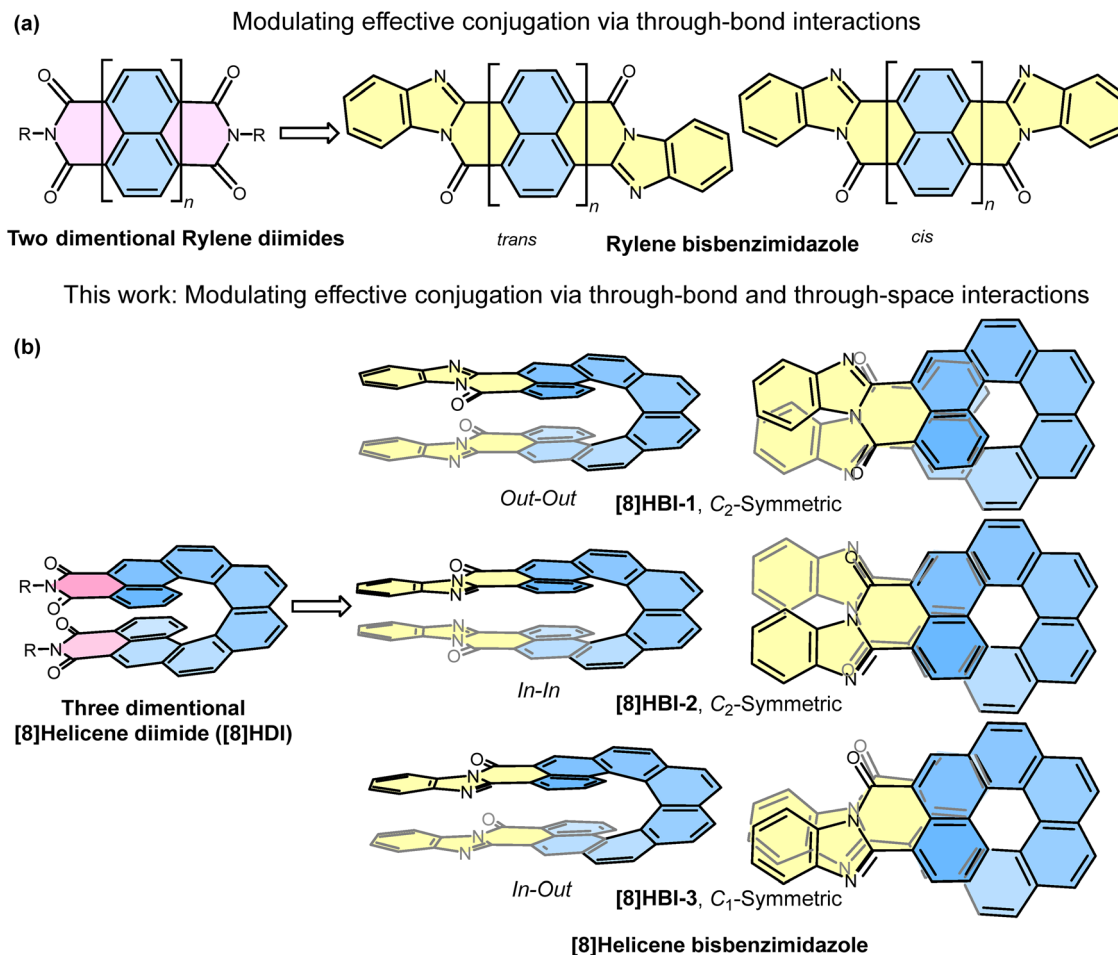 (a) Modulating effective conjugation via through-bond interactions
O O N O N
R-N N-R N N N N
O O n O N n O n O
Two dimentional Rylene diimides trans Rylene bisbenzimidazole cis
This work: Modulating effective conjugation via through-bond and through-space interactions
(b)
N N O
N N N
O O
O
N N
Out-Out [8]HBI-1, C2-Symmetric
O N O
R-N N N
O N N
O O
R-N N
O O N
In-In [8]HBI-2, C2-Symmetric
Three dimentional
[8]Helicene diimide ([8]HDI)
O O O
N N
N N
O
N
N N
In-Out [8]HBI-3, C1-Symmetric
[8]Helicene bisbenzimidazole